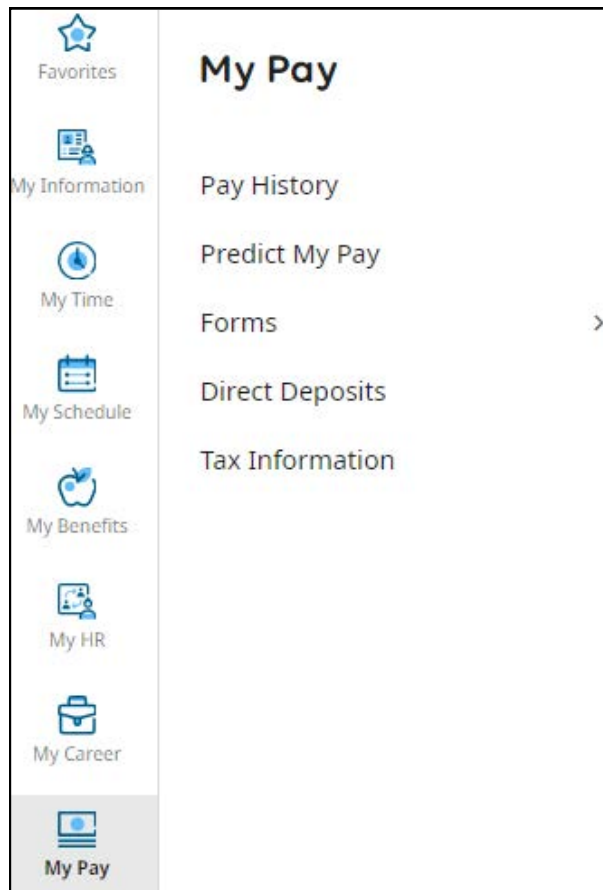 Favorites
My Information
My Time
My Schedule
My Benefits
My HR
My Career
My Pay
My Pay
Pay History
Predict My Pay
Forms
Direct Deposits
Tax Information